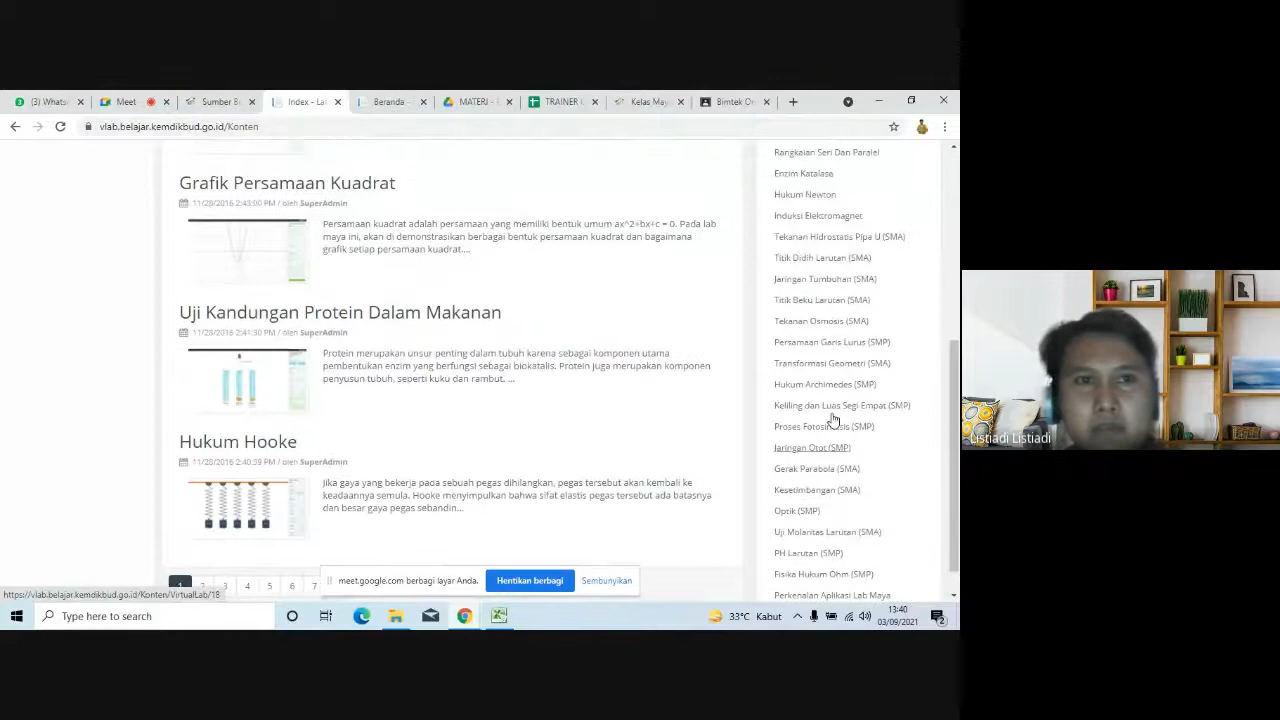 (3) Whats
Meet
Sumber B
Index - La
Beranda -
MATERI -
TRAINER
Kelas May
Bimtek On
vlab.belajar.kemdikbud.go.id/Konten
Grafik Persamaan Kuadrat
11/28/2016 2:43:00 PM / oleh SuperAdmin
Persamaan kuadrat adalah persamaan yang memiliki bentuk umum ax^2+bx+c = 0. Pada lab
maya ini, akan di demonstrasikan berbagai bentuk persamaan kuadrat dan bagaimana
grafik setiap persamaan kuadrat....
Uji Kandungan Protein Dalam Makanan
11/28/2016 2:41:30 PM / oleh SuperAdmin
Protein merupakan unsur penting dalam tubuh karena sebagai komponen utama
pembentukan enzim yang berfungsi sebagai biokatalis. Protein juga merupakan komponen
penyusun tubuh, seperti kuku dan rambut, ...
Hukum Hooke
11/28/2016 2:40:39 PM / oleh SuperAdmin
Jika gaya yang bekerja pada sebuah pegas dihilangkan, pegas tersebut akan kembali ke
keadaannya semula. Hooke menyimpulkan bahwa sifat elastis pegas tersebut ada batasnya
dan besar gaya pegas sebandin...
1 2 3 4 5 6 7
Rangkaian Seri Dan Paralel
Enzim Katalase
Hukum Newton
Induksi Elektromagnet
Tekanan Hidrostatis Pipa U (SMA)
Titik Didih Larutan (SMA)
Jaringan Tumbuhan (SMA)
Titik Beku Larutan (SMA)
Tekanan Osmosis (SMA)
Persamaan Garis Lurus (SMP)
Transformasi Geometri (SMA)
Hukum Archimedes (SMP)
Keliling dan Luas Segi Empat (SMP)
Proses (SMP)
Jaringan Otot (SMP)
Gerak Parabola (SMA)
Kesetimbangan (SMA)
Optik (SMP)
Uji Molaritas Larutan (SMA)
PH Larutan (SMP)
Fisika Hukum Ohm (SMP)
Perkenalan Aplikasi Lab Maya
meet.google.com berbagi layar Anda.
Hentikan berbagi
Sembunyikan
https://vlab.belajar.kemdikbud.go.id/Konten/VirtualLab/18
Type here to search
33°C Kabut
13:40
03/09/2021
2
Listiadi Listiadi